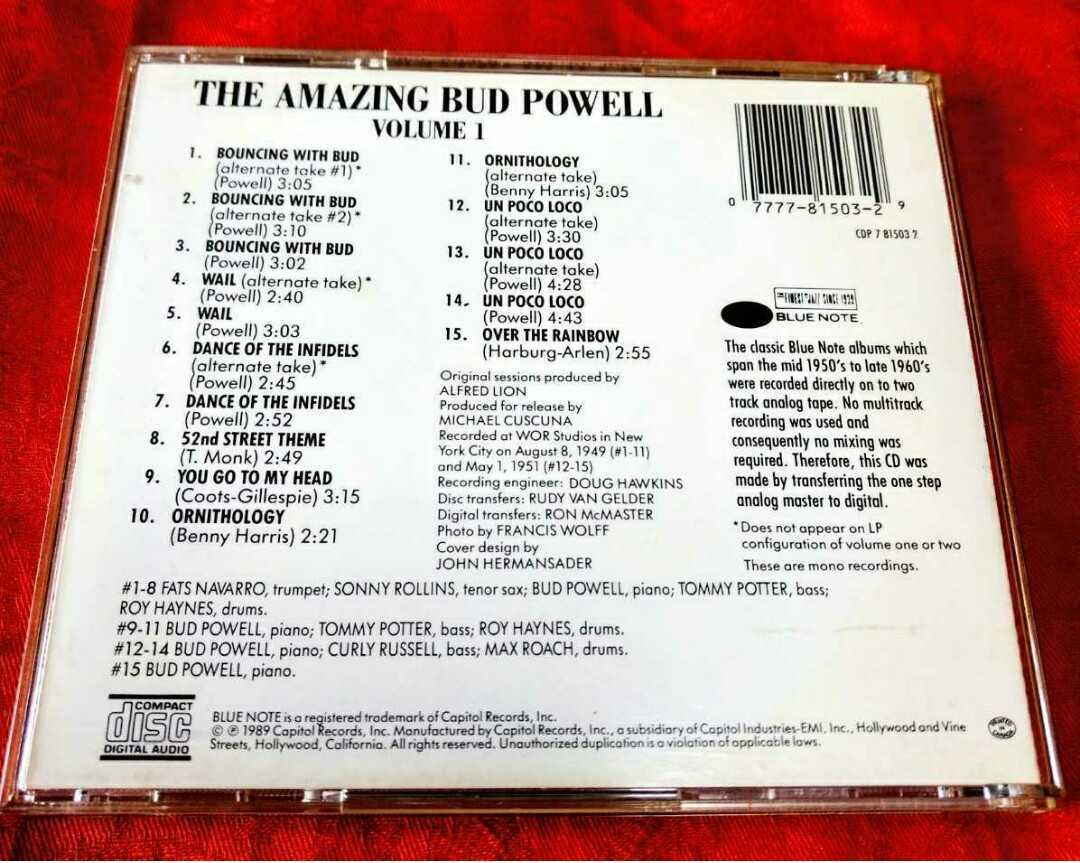 THE AMAZING BUD POWELL
VOLUME 1
1. BOUNCING WITH BUD
(alternate take #1)*
(Powell) 3:05
2. BOUNCING WITH BUD
(alternate take #2)*
(Powell) 3:10
3. BOUNCING WITH BUD
(Powell) 3:02
4. WAIL (alternate take)*
(Powell) 2:40
5. WAIL
(Powell) 3:03
6. DANCE OF THE INFIDELS
(alternate take)*
(Powell) 2:45
7. DANCE OF THE INFIDELS
(Powell) 2:52
8. 52nd STREET THEME
(T. Monk) 2:49
9. YOU GO TO MY HEAD
(Coots-Gillespie) 3:15
10. ORNITHOLOGY
(Benny Harris) 2:21
11. ORNITHOLOGY
(alternate take)
(Benny Harris) 3:05
12. UN POCO LOCO
(alternate take)
(Powell) 3:30
13. UN POCO LOCO
(alternate take)
(Powell) 4:28
14. UN POCO LOCO
(Powell) 4:43
15. OVER THE RAINBOW
(Harburg-Arlen) 2:55
Original sessions produced by
ALFRED LION
Produced for release by
MICHAEL CUSCUNA
Recorded at WOR Studios in New
York City on August 8, 1949 (#1-11)
and May 1, 1951 (#12-15)
Recording engineer: DOUG HAWKINS
Disc transfers: RUDY VAN GELDER
Digital transfers: RON McMASTER
Photo by FRANCIS WOLFF
Cover design by
JOHN HERMANSADER
0 7777-81503-2 9
CDP 7 81503 2
THE FINEST IN JAZZ SINCE 1939
BLUE NOTE
The classic Blue Note albums which
span the mid 1950's to late 1960's
were recorded directly on to two
track analog tape. No multitrack
recording was used and
consequently no mixing was
required. Therefore, this CD was
made by transferring the one step
analog master to digital.
*Does not appear on LP
configuration of volume one or two
These are mono recordings.
#1-8 FATS NAVARRO, trumpet; SONNY ROLLINS, tenor sax; BUD POWELL, piano; TOMMY POTTER, bass;
ROY HAYNES, drums.
#9-11 BUD POWELL, piano; TOMMY POTTER, bass; ROY HAYNES, drums.
#12-14 BUD POWELL, piano; CURLY RUSSELL, bass; MAX ROACH, drums.
#15 BUD POWELL, piano.
COMPACT
disc
DIGITAL AUDIO
BLUE NOTE is a registered trademark of Capitol Records, Inc.
© ℗ 1989 Capitol Records, Inc. Manufactured by Capitol Records, Inc., a subsidiary of Capitol Industries-EMI, Inc., Hollywood and Vine
Streets, Hollywood, California. All rights reserved. Unauthorized duplication is a violation of applicable laws.
PRINTED
IN
CANADA